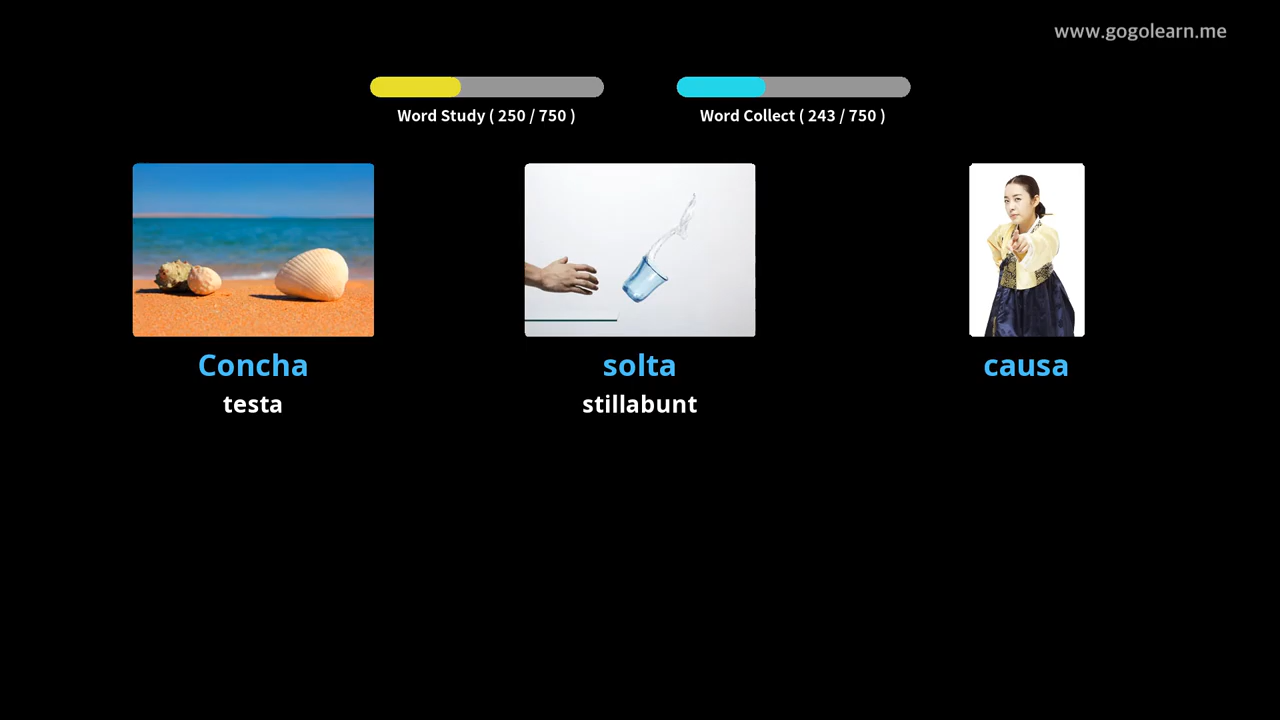 www.gogolearn.me
Word Study ( 250 / 750 )
Word Collect ( 243 / 750 )
Concha
testa
solta
stillabunt
causa